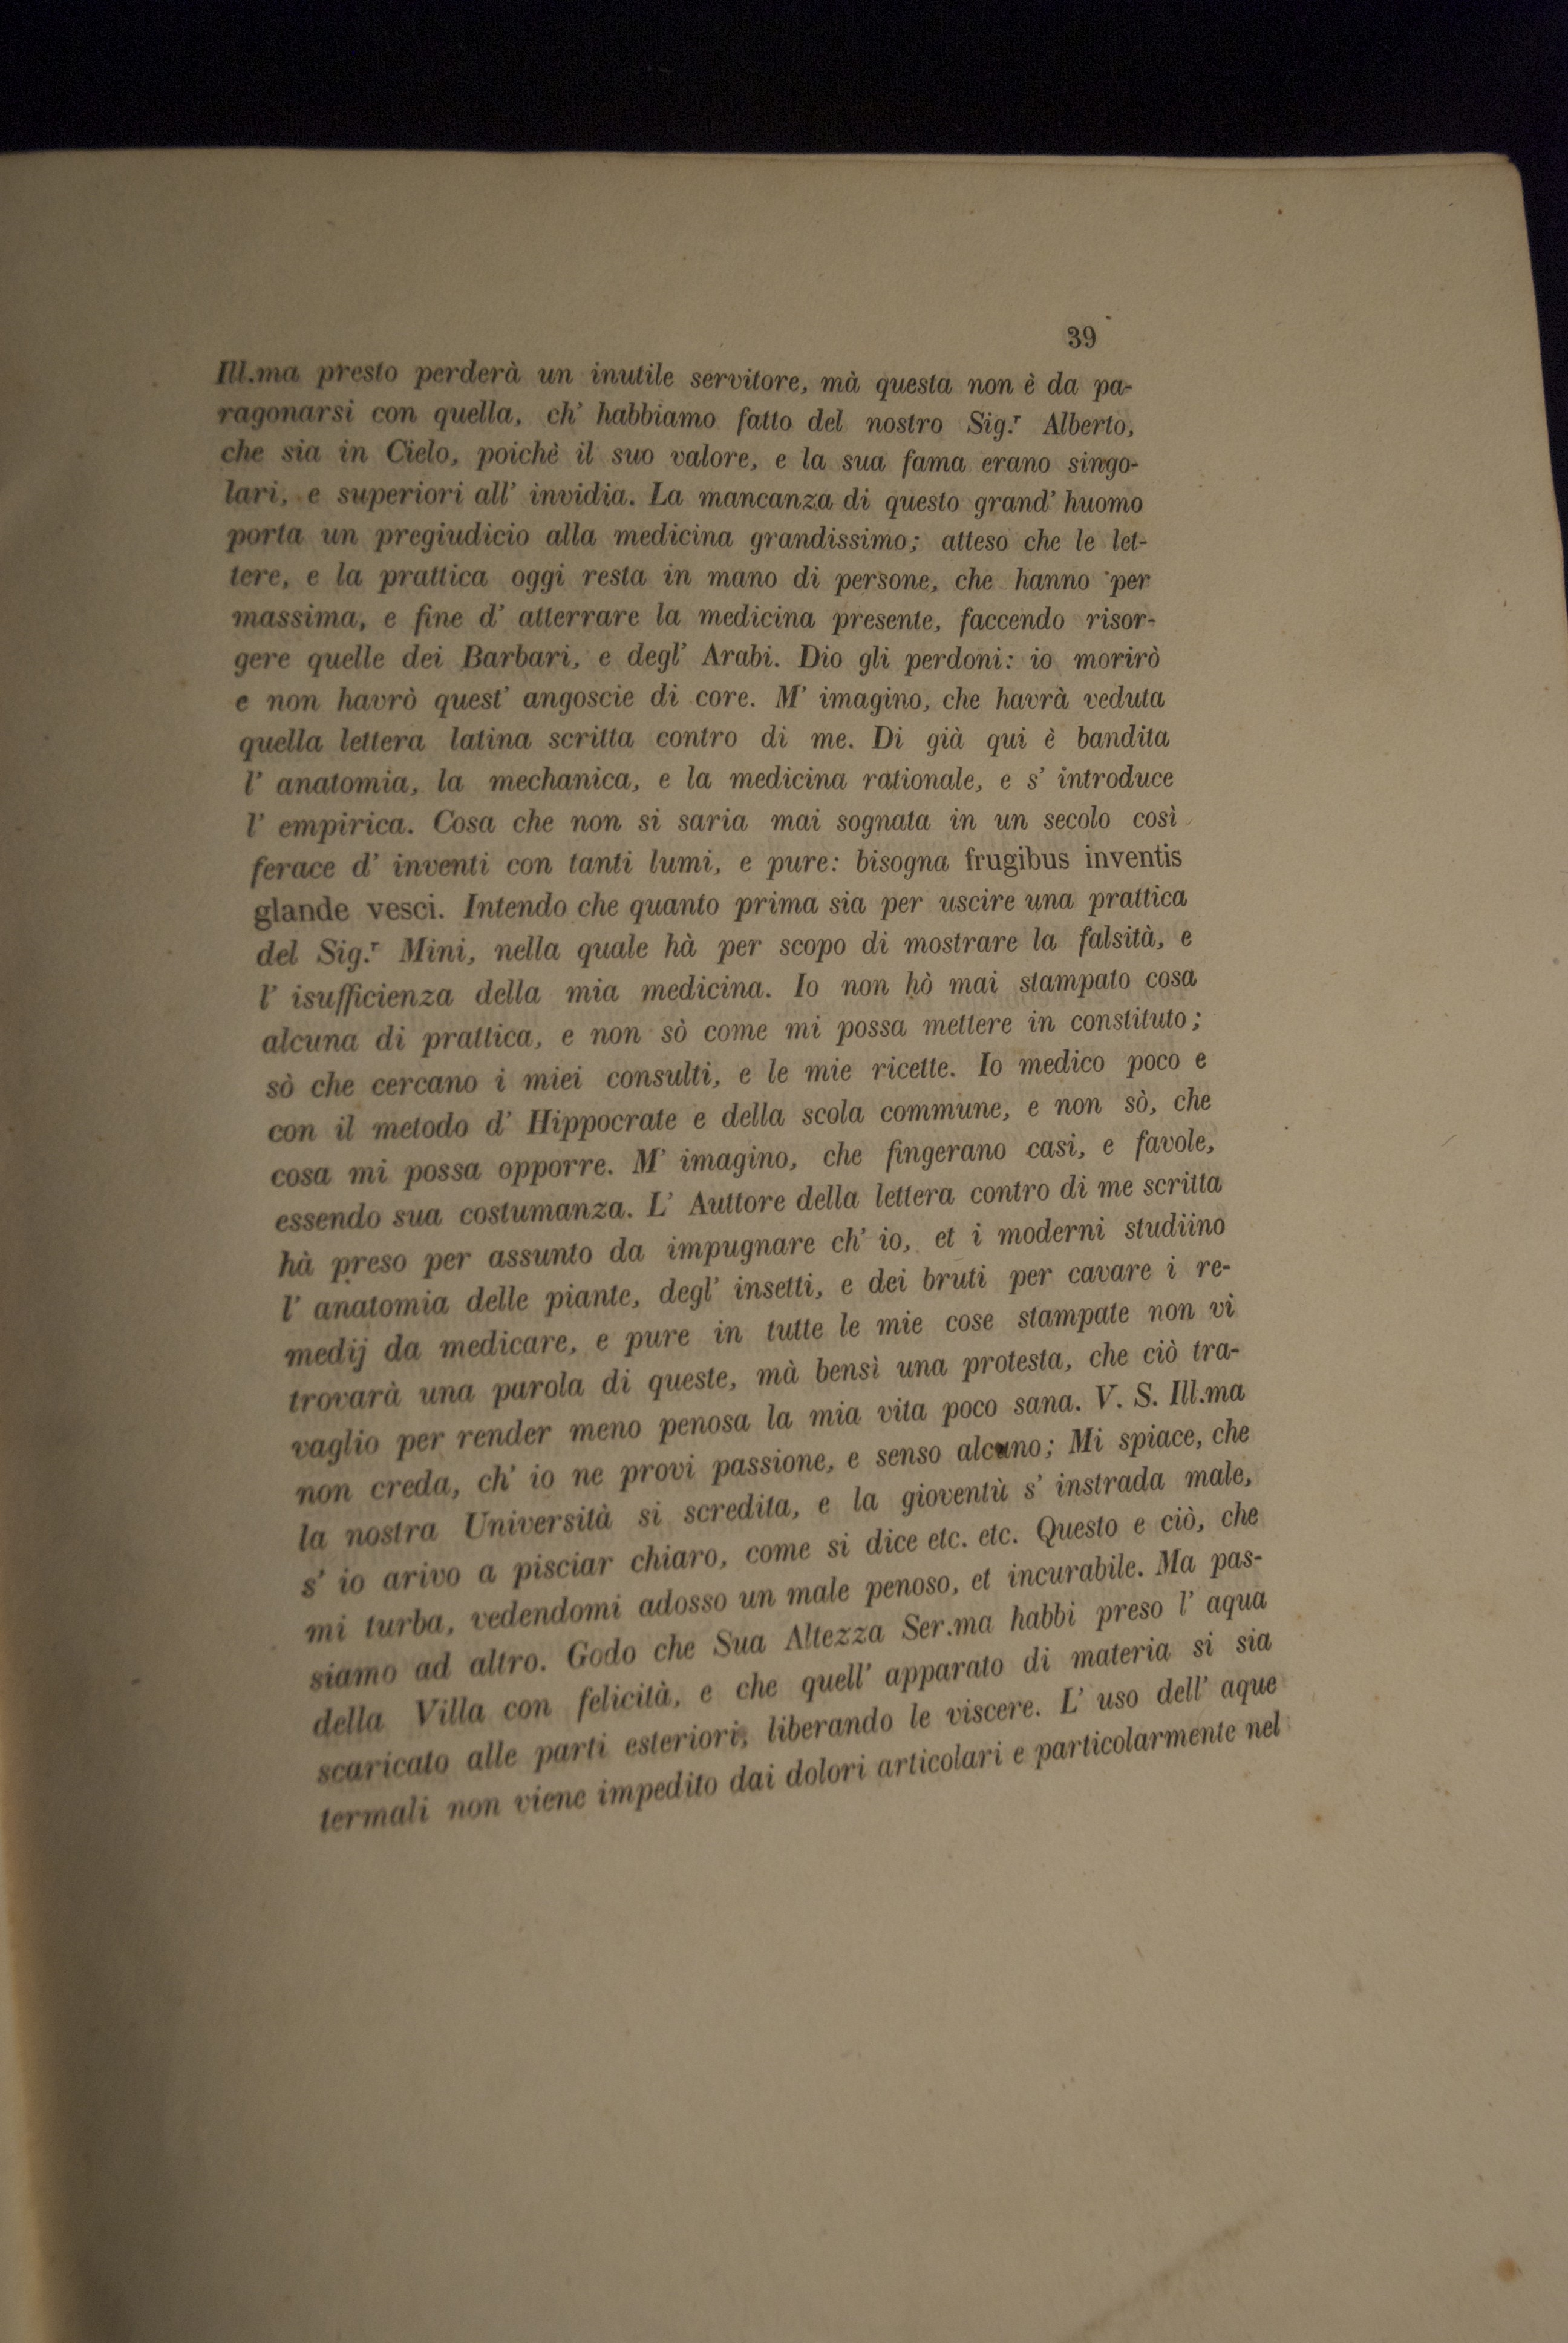 39
Ill.ma presto perderà un inutile servitore, mà questa non è da pa-
ragonarsi con quella, ch' habbiamo fatto del nostro Sig.r Alberto,
che sia in Cielo, poichè il suo valore, e la sua fama erano singo-
lari, e superiori all' invidia. La mancanza di questo grand' huomo
porta un pregiudicio alla medicina grandissimo; atteso che le let-
tere, e la prattica oggi resta in mano di persone, che hanno per
massima, e fine d' atterrare la medicina presente, faccendo risor-
gere quelle dei Barbari, e degl' Arabi. Dio gli perdoni: io morirò
e non havrò quest' angoscie di core. M' imagino, che havrà veduta
quella lettera latina scritta contro di me. Di già qui è bandita
l' anatomia, la mechanica, e la medicina rationale, e s' introduce
l' empirica. Cosa che non si saria mai sognata in un secolo così
ferace d' inventi con tanti lumi, e pure: bisogna frugibus inventis
glande vesci. Intendo che quanto prima sia per uscire una prattica
del Sig.r Mini, nella quale hà per scopo di mostrare la falsità, e
l' isufficienza della mia medicina. Io non hò mai stampato cosa
alcuna di prattica, e non sò come mi possa mettere in constituto;
sò che cercano i miei consulti, e le mie ricette. Io medico poco e
con il metodo d' Hippocrate e della scola commune, e non sò, che
cosa mi possa opporre. M' imagino, che fingerano casi, e favole,
essendo sua costumanza. L' Auttore della lettera contro di me scritta
hà preso per assunto da impugnare ch' io, et i moderni studiino
l' anatomia delle piante, degl' insetti, e dei bruti per cavare i re-
medij da medicare, e pure in tutte le mie cose stampate non vi
trovarà una parola di queste, mà bensì una protesta, che ciò tra-
vaglio per render meno penosa la mia vita poco sana. V. S. Ill.ma
non creda, ch' io ne provi passione, e senso alcuno; Mi spiace, che
la nostra Università si scredita, e la gioventù s' instrada male,
s' io arivo a pisciar chiaro, come si dice etc. etc. Questo e ciò, che
mi turba, vedendomi adosso un male penoso, et incurabile. Ma pas-
siamo ad altro. Godo che Sua Altezza Ser.ma habbi preso l' aqua
della Villa con felicità, e che quell' apparato di materia si sia
scaricato alle parti esteriori, liberando le viscere. L' uso dell' aque
termali non viene impedito dai dolori articolari e particolarmente nel